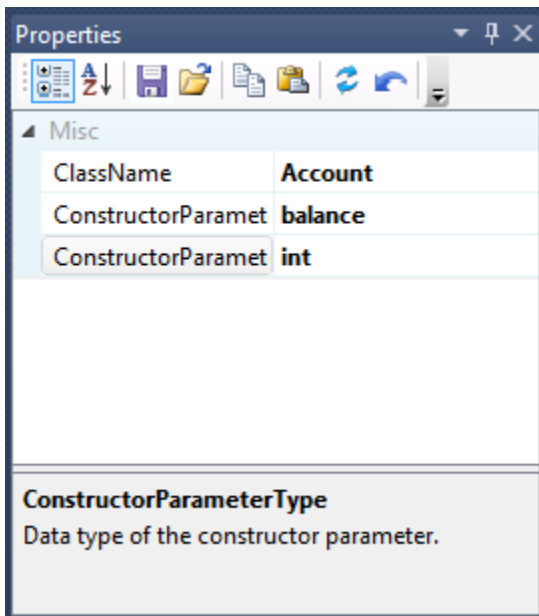 Properties
Misc
ClassName Account
ConstructorParamet balance
ConstructorParamet int
ConstructorParameterType
Data type of the constructor parameter.